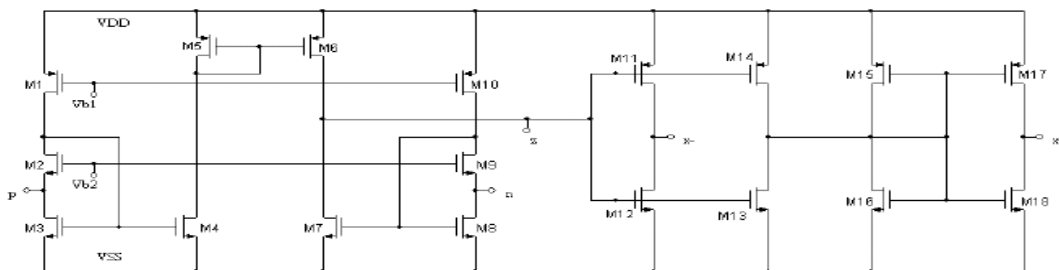 VDD
M5 M6
M1 M10 M11 M14 M15 M17
Vb1
z x- x
M2 M9
Vb2
p n
M3 M4 M7 M8 M12 M13 M16 M18
VSS